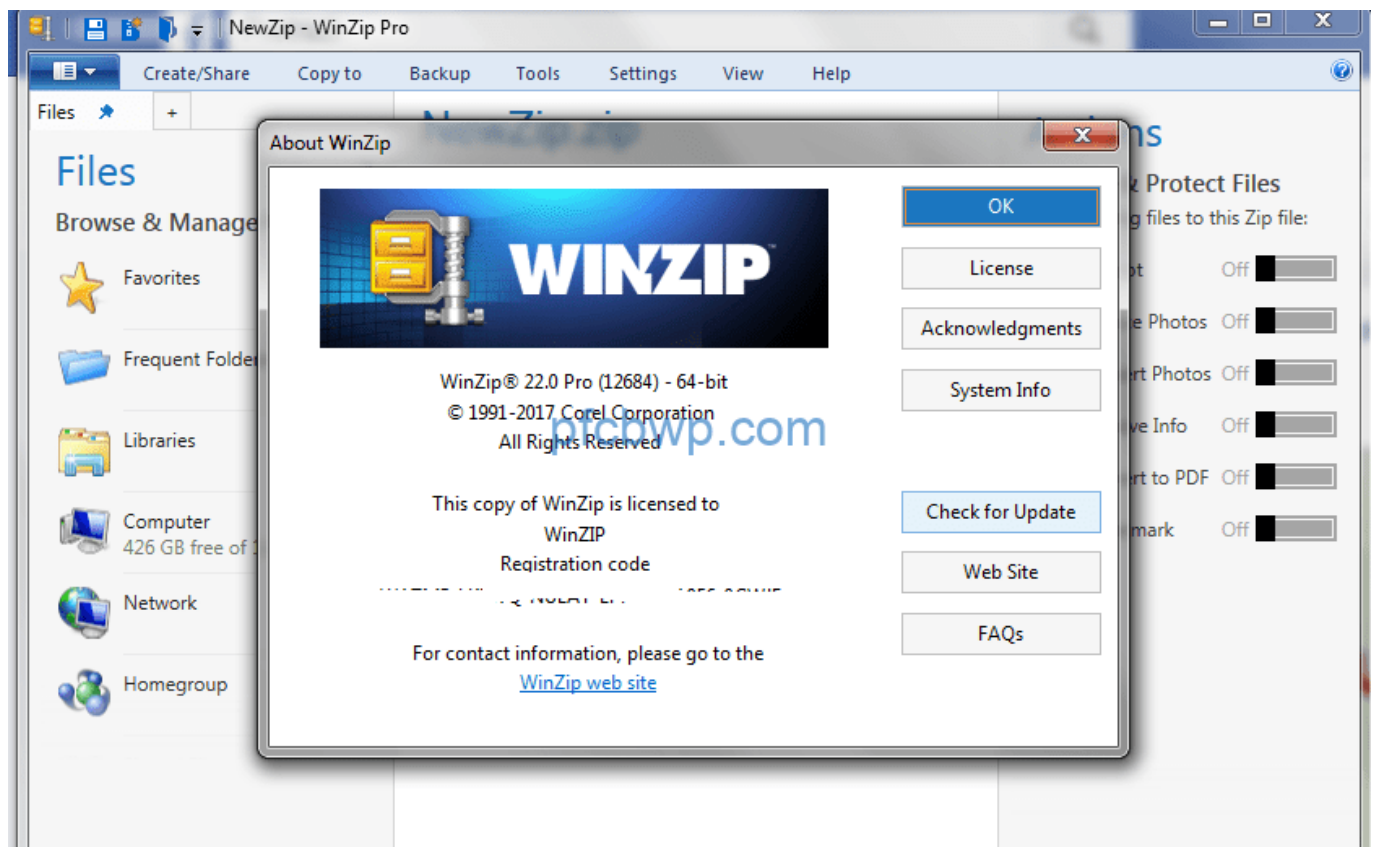 NewZip - WinZip Pro
Create/Share Copy to Backup Tools Settings View Help
Files +
NewZip.zip
Files
Browse & Manage
Favorites
Frequent Folder
Libraries
Computer
426 GB free of
Network
Homegroup
About WinZip
WINZIP
WinZip® 22.0 Pro (12684) - 64-bit
© 1991-2017 Corel Corporation
All Rights Reserved
pfcbwp.com
This copy of WinZip is licensed to
WinZIP
Registration code
For contact information, please go to the
WinZip web site
OK
License
Acknowledgments
System Info
Check for Update
Web Site
FAQs
Protect Files
files to this Zip file:
Off
Photos Off
Photos Off
Info Off
to PDF Off
Off